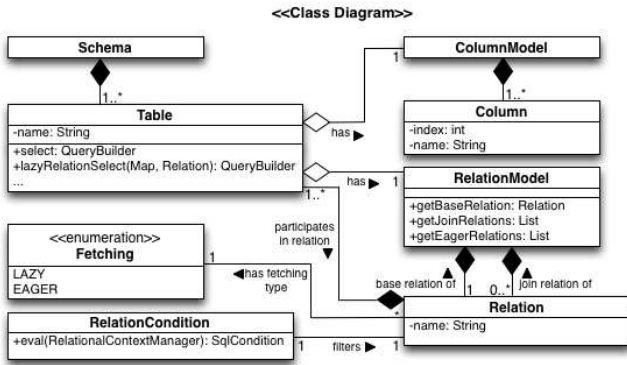 <<Class Diagram>>
Schema
1..*
Table
-name: String
+select: QueryBuilder
+lazyRelationSelect(Map, Relation): QueryBuilder
...
1..*
has
1
ColumnModel
1..*
Column
-index: int
-name: String
has
1
RelationModel
+getBaseRelation: Relation
+getJoinRelations: List
+getEagerRelations: List
participates
in relation
<<enumeration>>
Fetching
LAZY
EAGER
1
has fetching
type
*
base relation of
1
0..*
join relation of
Relation
-name: String
RelationCondition
+eval(RelationalContextManager): SqlCondition
1
filters
1